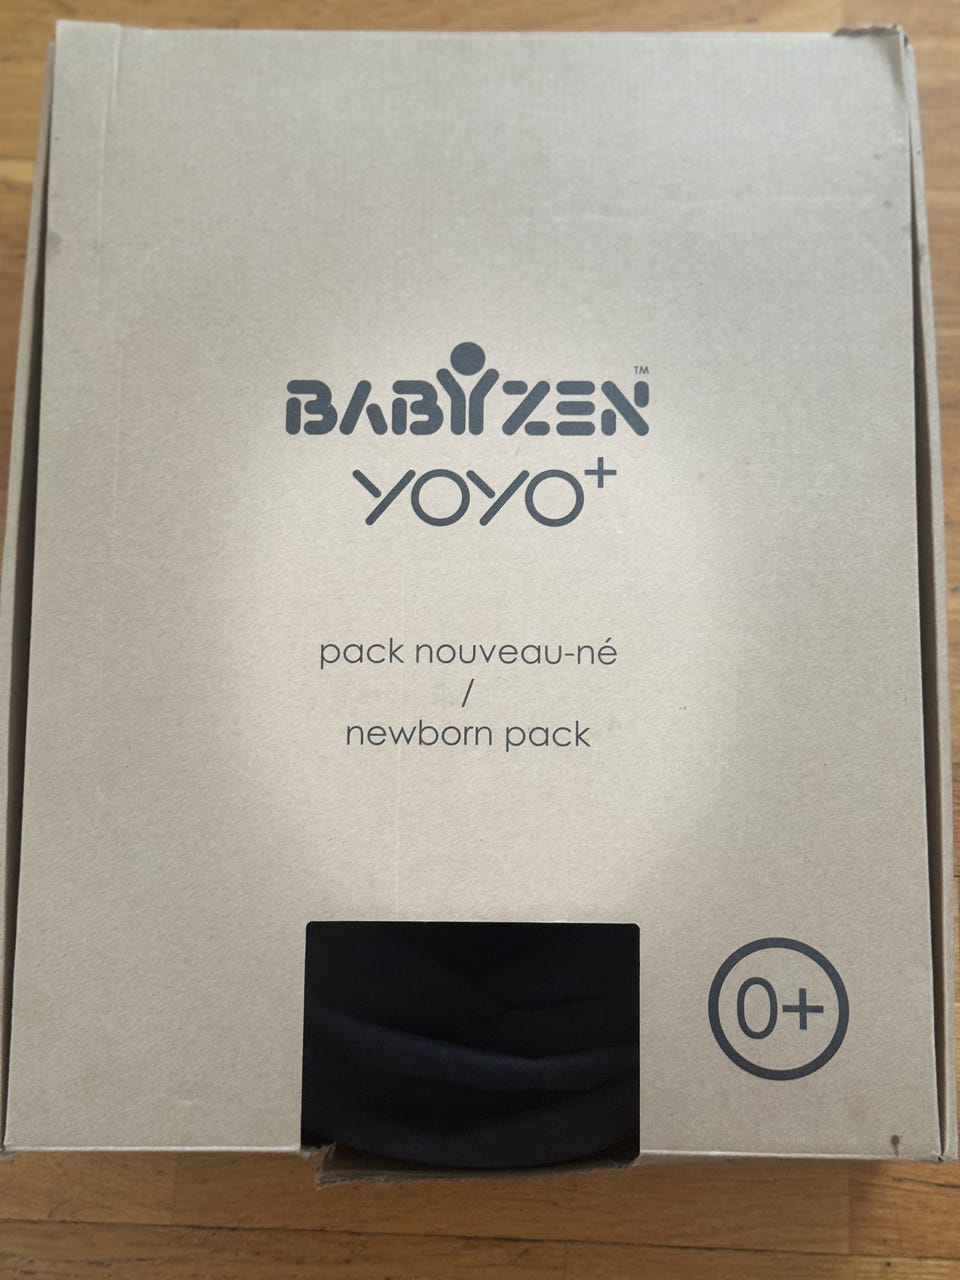 BABYZEN™
YOYO+
pack nouveau-né
/
newborn pack
0+